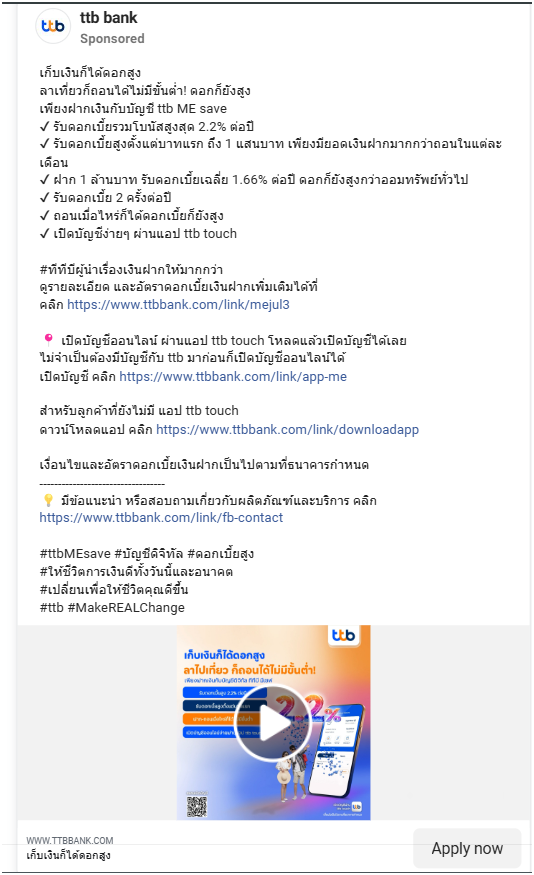 ttb
ttb bank
Sponsored
เก็บเงินก็ได้ดอกสูง
ลาเที่ยวก็ถอนได้ไม่มีขั้นต่ำ! ดอกก็ยังสูง
เพียงฝากเงินกับบัญชี ttb ME save
✓ รับดอกเบี้ยรวมโบนัสสูงสุด 2.2% ต่อปี
✓ รับดอกเบี้ยสูงตั้งแต่บาทแรก ถึง 1 แสนบาท เพียงมียอดเงินฝากมากกว่าถอนในแต่ละ
เดือน
✓ ฝาก 1 ล้านบาท รับดอกเบี้ยเฉลี่ย 1.66% ต่อปี ดอกก็ยังสูงกว่าออมทรัพย์ทั่วไป
✓ รับดอกเบี้ย 2 ครั้งต่อปี
✓ ถอนเมื่อไหร่ก็ได้ดอกเบี้ยก็ยังสูง
✓ เปิดบัญชีง่ายๆ ผ่านแอป ttb touch
#ทีทีบีผู้นำเรื่องเงินฝากให้มากกว่า
ดูรายละเอียด และอัตราดอกเบี้ยเงินฝากเพิ่มเติมได้ที่
คลิก https://www.ttbbank.com/link/mejul3
📍 เปิดบัญชีออนไลน์ ผ่านแอป ttb touch โหลดแล้วเปิดบัญชีได้เลย
ไม่จำเป็นต้องมีบัญชีกับ ttb มาก่อนก็เปิดบัญชีออนไลน์ได้
เปิดบัญชี คลิก https://www.ttbbank.com/link/app-me
สำหรับลูกค้าที่ยังไม่มี แอป ttb touch
ดาวน์โหลดแอป คลิก https://www.ttbbank.com/link/downloadapp
เงื่อนไขและอัตราดอกเบี้ยเงินฝากเป็นไปตามที่ธนาคารกำหนด
----------------------------------
💡 มีข้อแนะนำ หรือสอบถามเกี่ยวกับผลิตภัณฑ์และบริการ คลิก
https://www.ttbbank.com/link/fb-contact
#ttbMEsave #บัญชีดิจิทัล #ดอกเบี้ยสูง
#ให้ชีวิตการเงินดีทั้งวันนี้และอนาคต
#เปลี่ยนเพื่อให้ชีวิตคุณดีขึ้น
#ttb #MakeREALChange
ttb
เก็บเงินก็ได้ดอกสูง
ลาไปเที่ยว ก็ถอนได้ไม่มีขั้นต่ำ!
2.2%
ttb
WWW.TTBBANK.COM
เก็บเงินก็ได้ดอกสูง
Apply now